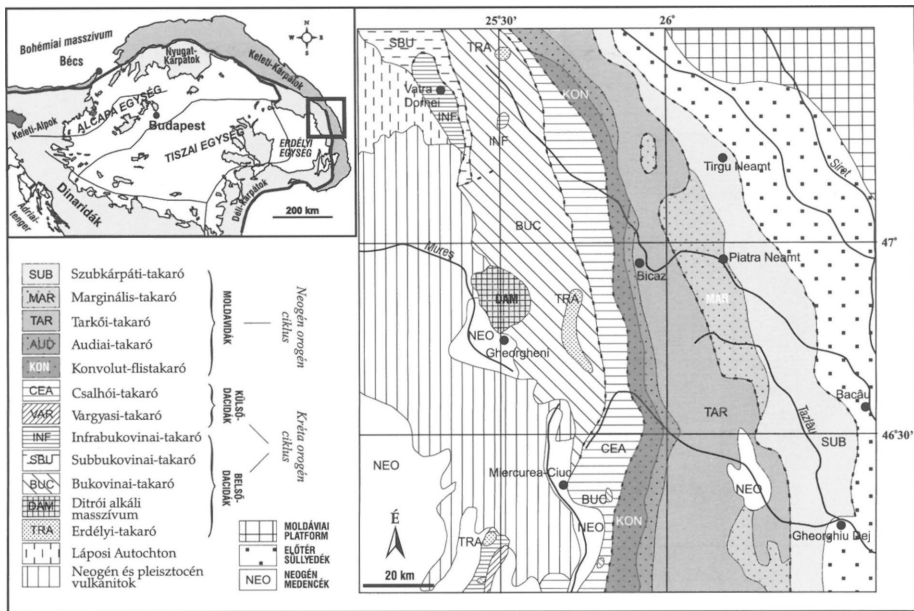 Bohémiai masszívum
Bécs
Nyugat-
Kárpátok
Keleti-Kárpátok
N
W
E
S
Keleti-Alpok
ALCAPA EGYSÉG
Budapest
TISZAI EGYSÉG
ERDÉLYI
EGYSÉG
Déli-Kárpátok
Dinaridák
Adriai-
tenger
200 km
SUB Szubkárpáti-takaró
MAR Marginális-takaró
TAR Tarkői-takaró
AUD Audiai-takaró
KON Konvolut-flistakaró
CEA Csalhói-takaró
VAR Vargyasi-takaró
INF Infrabukovinai-takaró
SBU Subbukovinai-takaró
BUC Bukovinai-takaró
DAM Ditrói alkáli
masszívum
TRA Erdélyi-takaró
Láposi Autochton
Neogén és pleisztocén
vulkánitok
MOLDAVIDÁK
Neogén orogén
ciklus
KÜLSŐ-
DACIDÁK
BELSŐ-
DACIDÁK
Kréta orogén
ciklus
MOLDÁVIAI
PLATFORM
ELŐTÉR
SÜLLYEDÉK
NEO NEOGÉN
MEDENCÉK
25°30'
26°
SBU
TRA
KON
Vatra
Dornei
INF
INF
Tirgu Neamt
Siret
BUC
47°
Mureş
Bicaz
Piatra Neamt
DAM
TRA
MAR
NEO
Gheorgheni
Bacău
TAR
Tazlău
46°30'
CEA
SUB
NEO
Miercurea-Ciuc
NEO
BUC
KON
NEO
Gheorghiu Dej
TRA
É
20 km